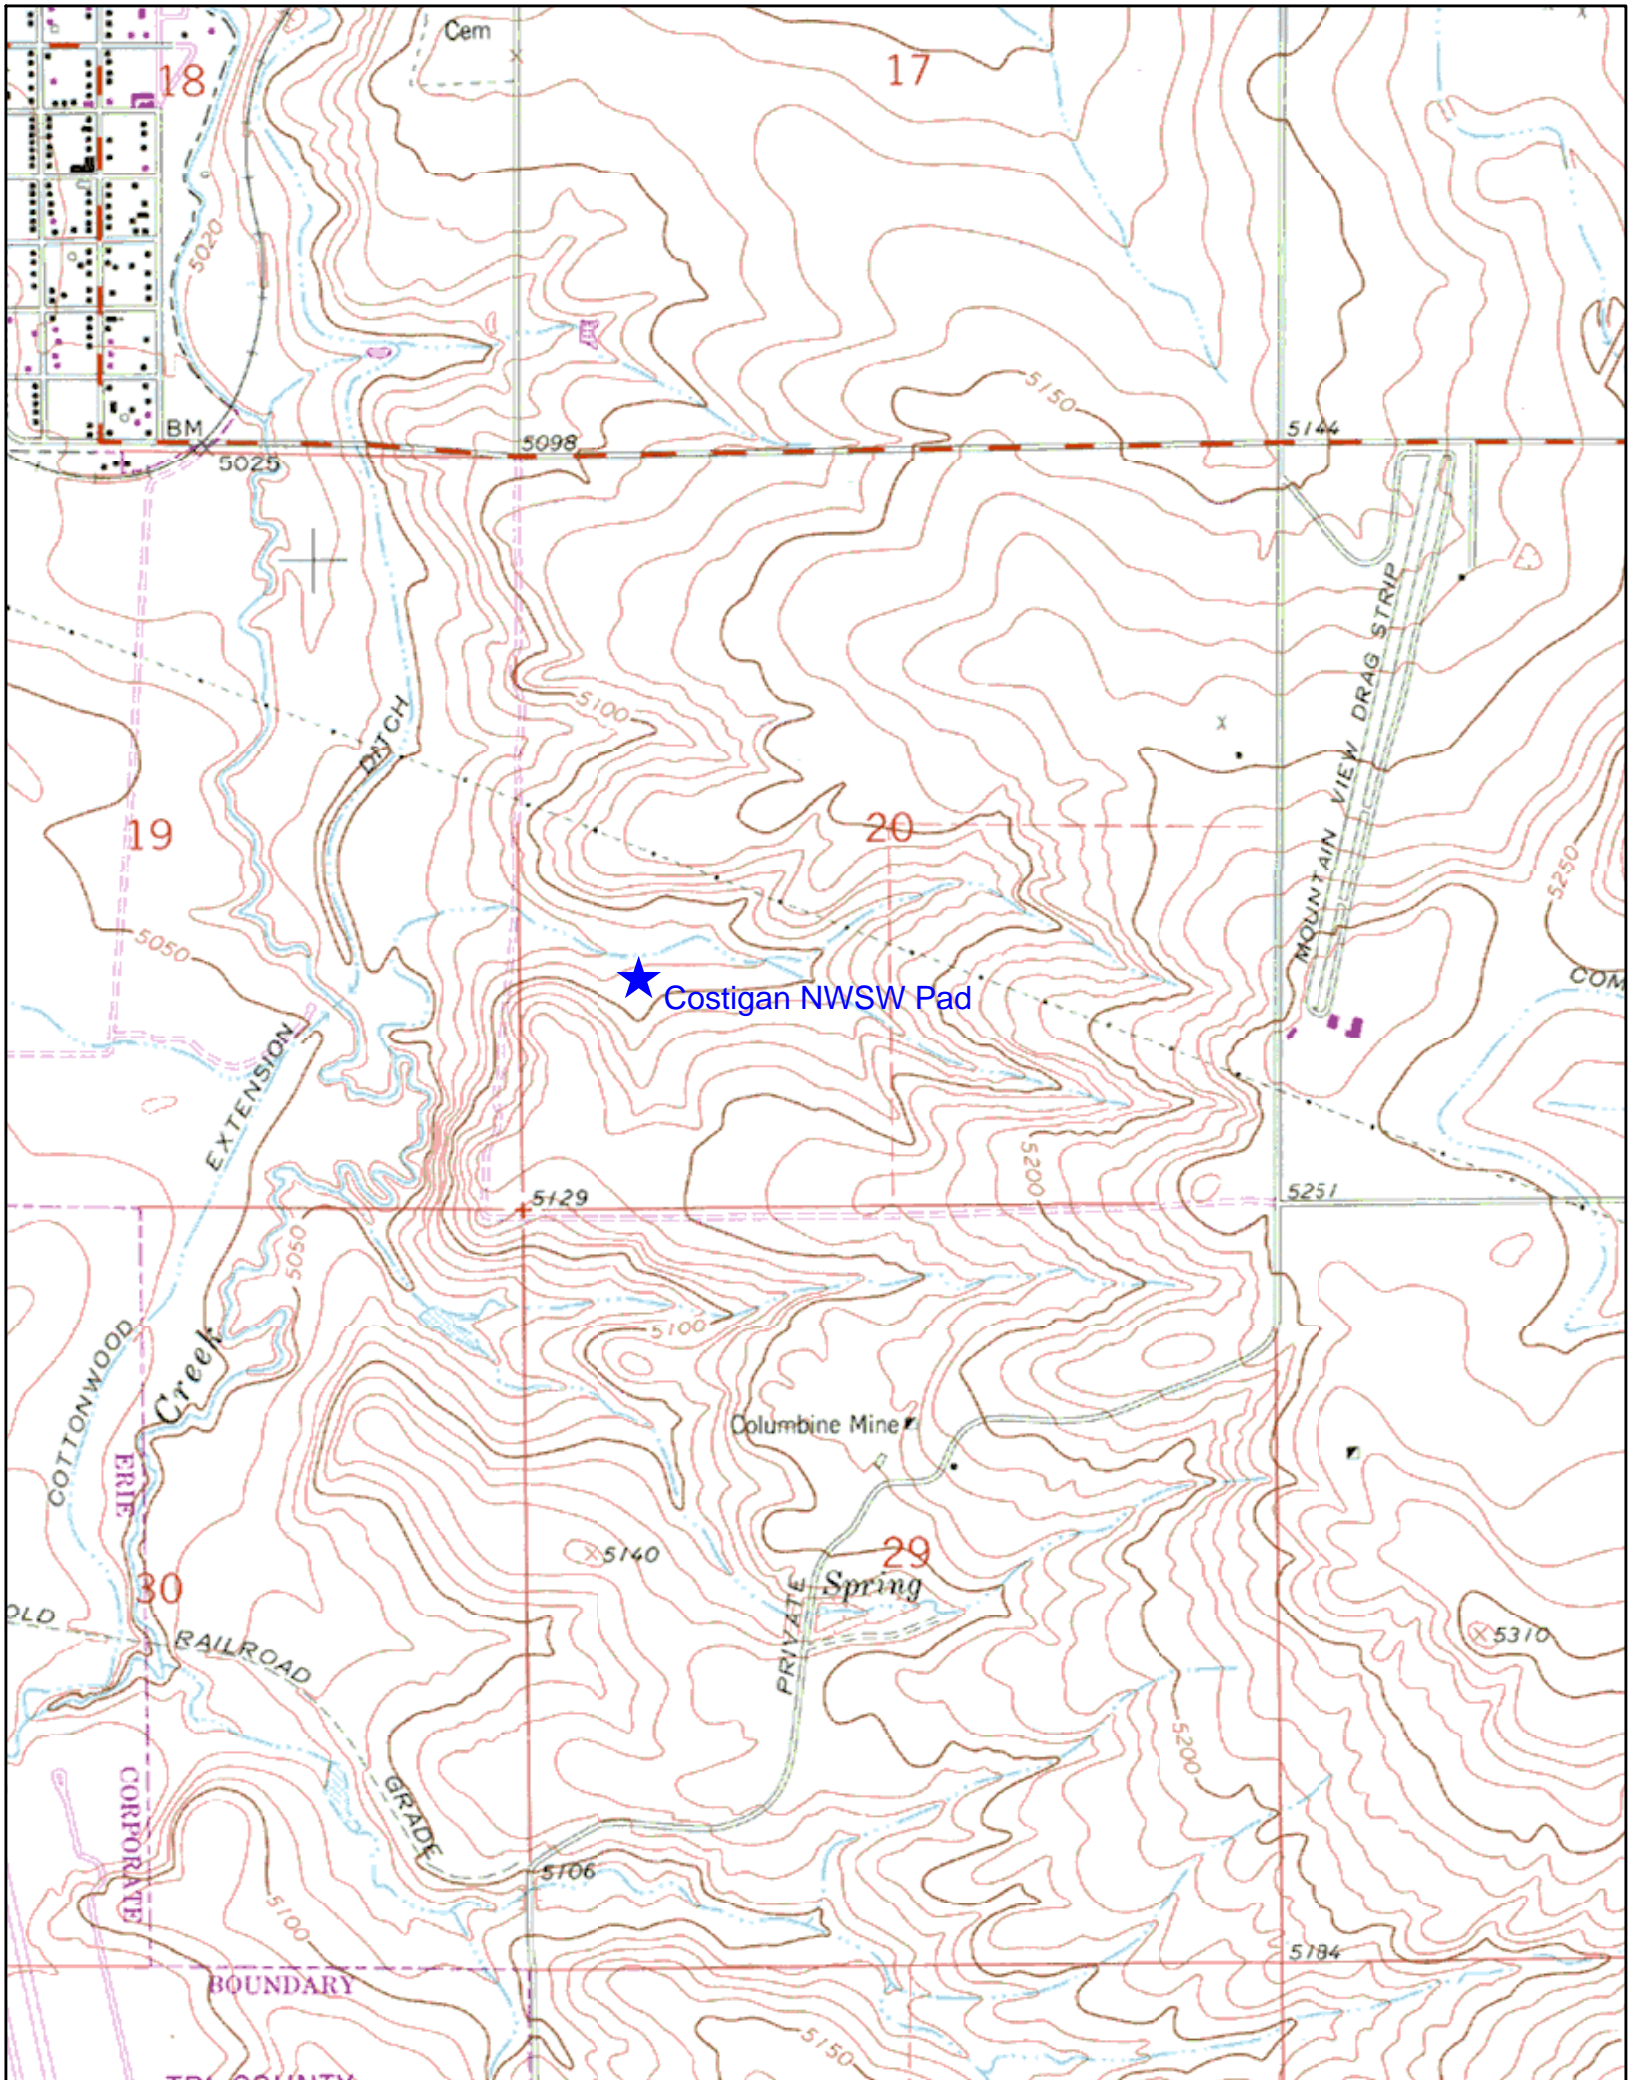 Cem
18
17
5020
5150
BM
5025
5098
5144
MOUNTAIN VIEW DRAG STRIP
5100
DITCH
19
20
5250
5050
COM
Costigan NWSW Pad
EXTENSION
5200
5129
5251
5050
5100
COTTONWOOD
Creek
Columbine Mine
ERIE
5140
29
Spring
30
OLD
RAILROAD
PRIVATE
5310
5200
GRADE
CORPORATE
5106
5100
5184
BOUNDARY
5150